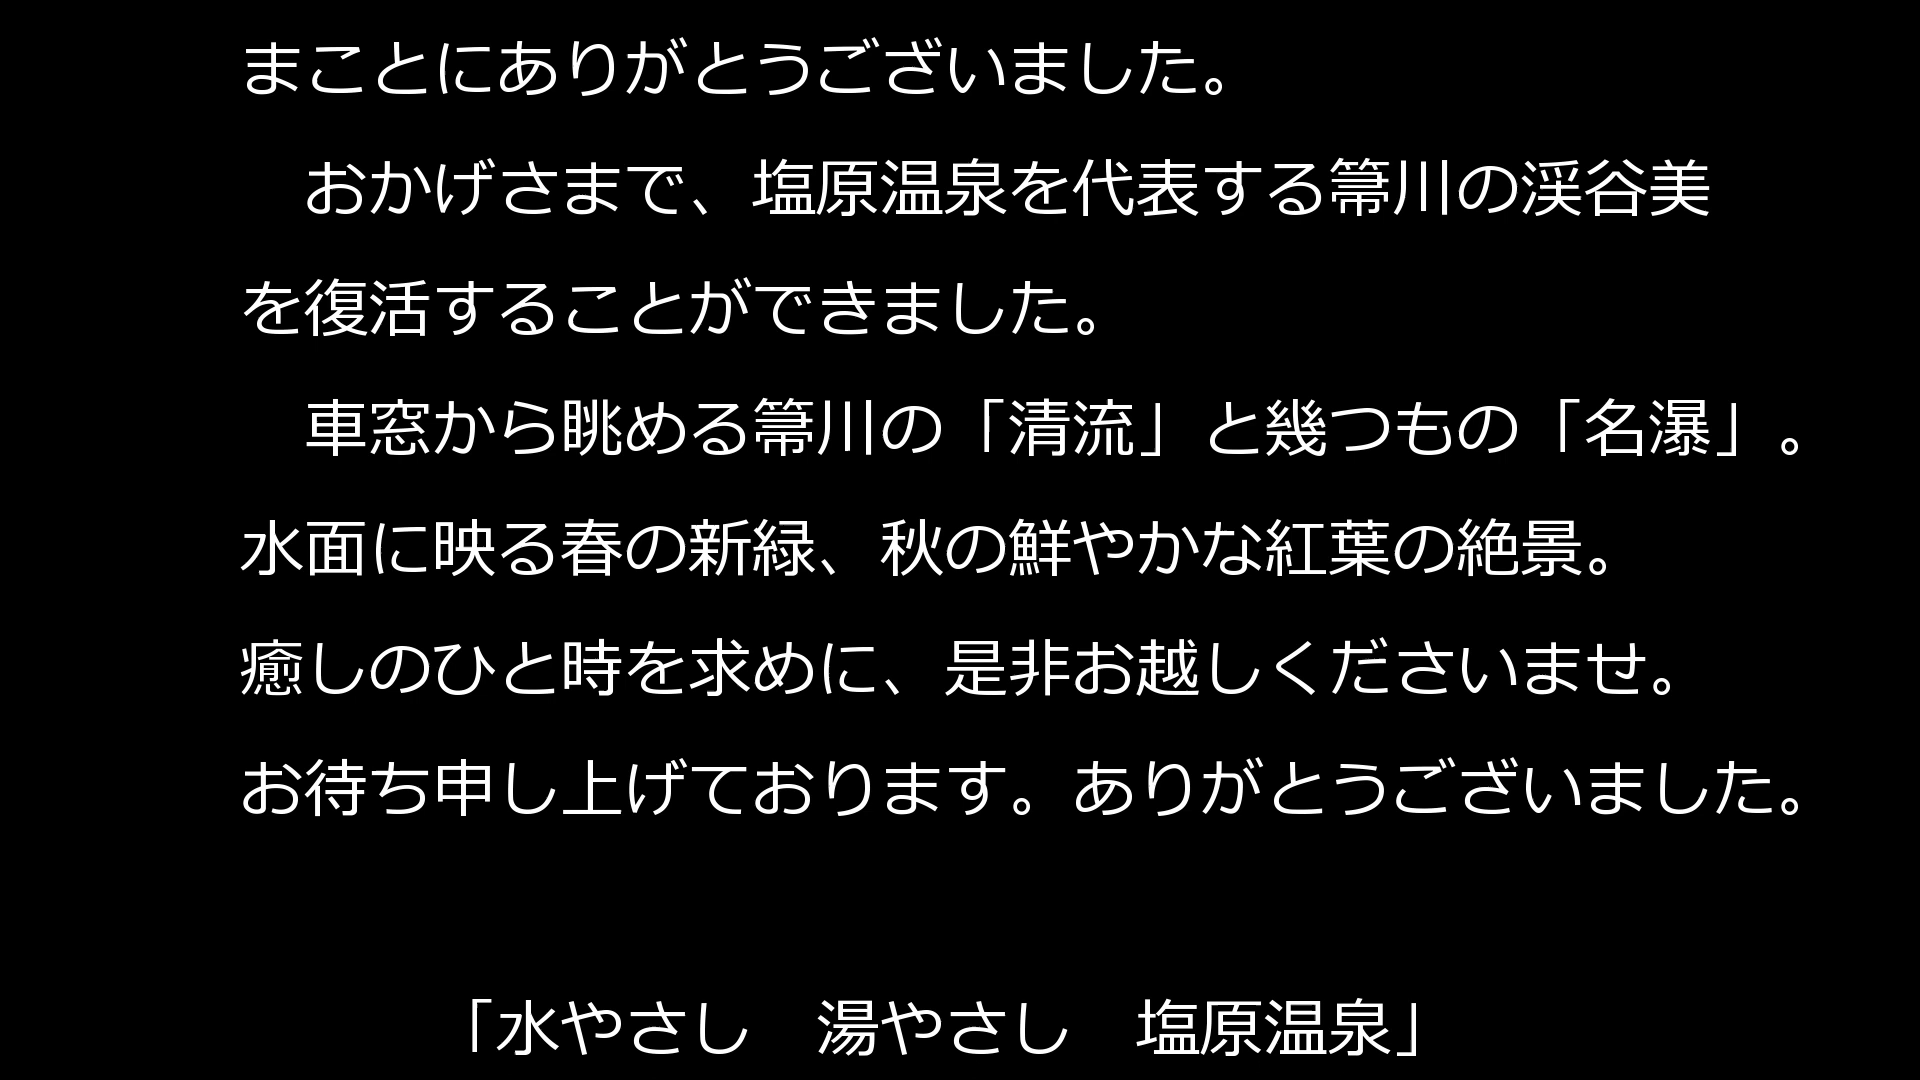 まことにありがとうございました。
　おかげさまで、塩原温泉を代表する箒川の渓谷美
を復活することができました。
　車窓から眺める箒川の「清流」と幾つもの「名瀑」。
水面に映る春の新緑、秋の鮮やかな紅葉の絶景。
癒しのひと時を求めに、是非お越しくださいませ。
お待ち申し上げております。ありがとうございました。
「水やさし　湯やさし　塩原温泉」